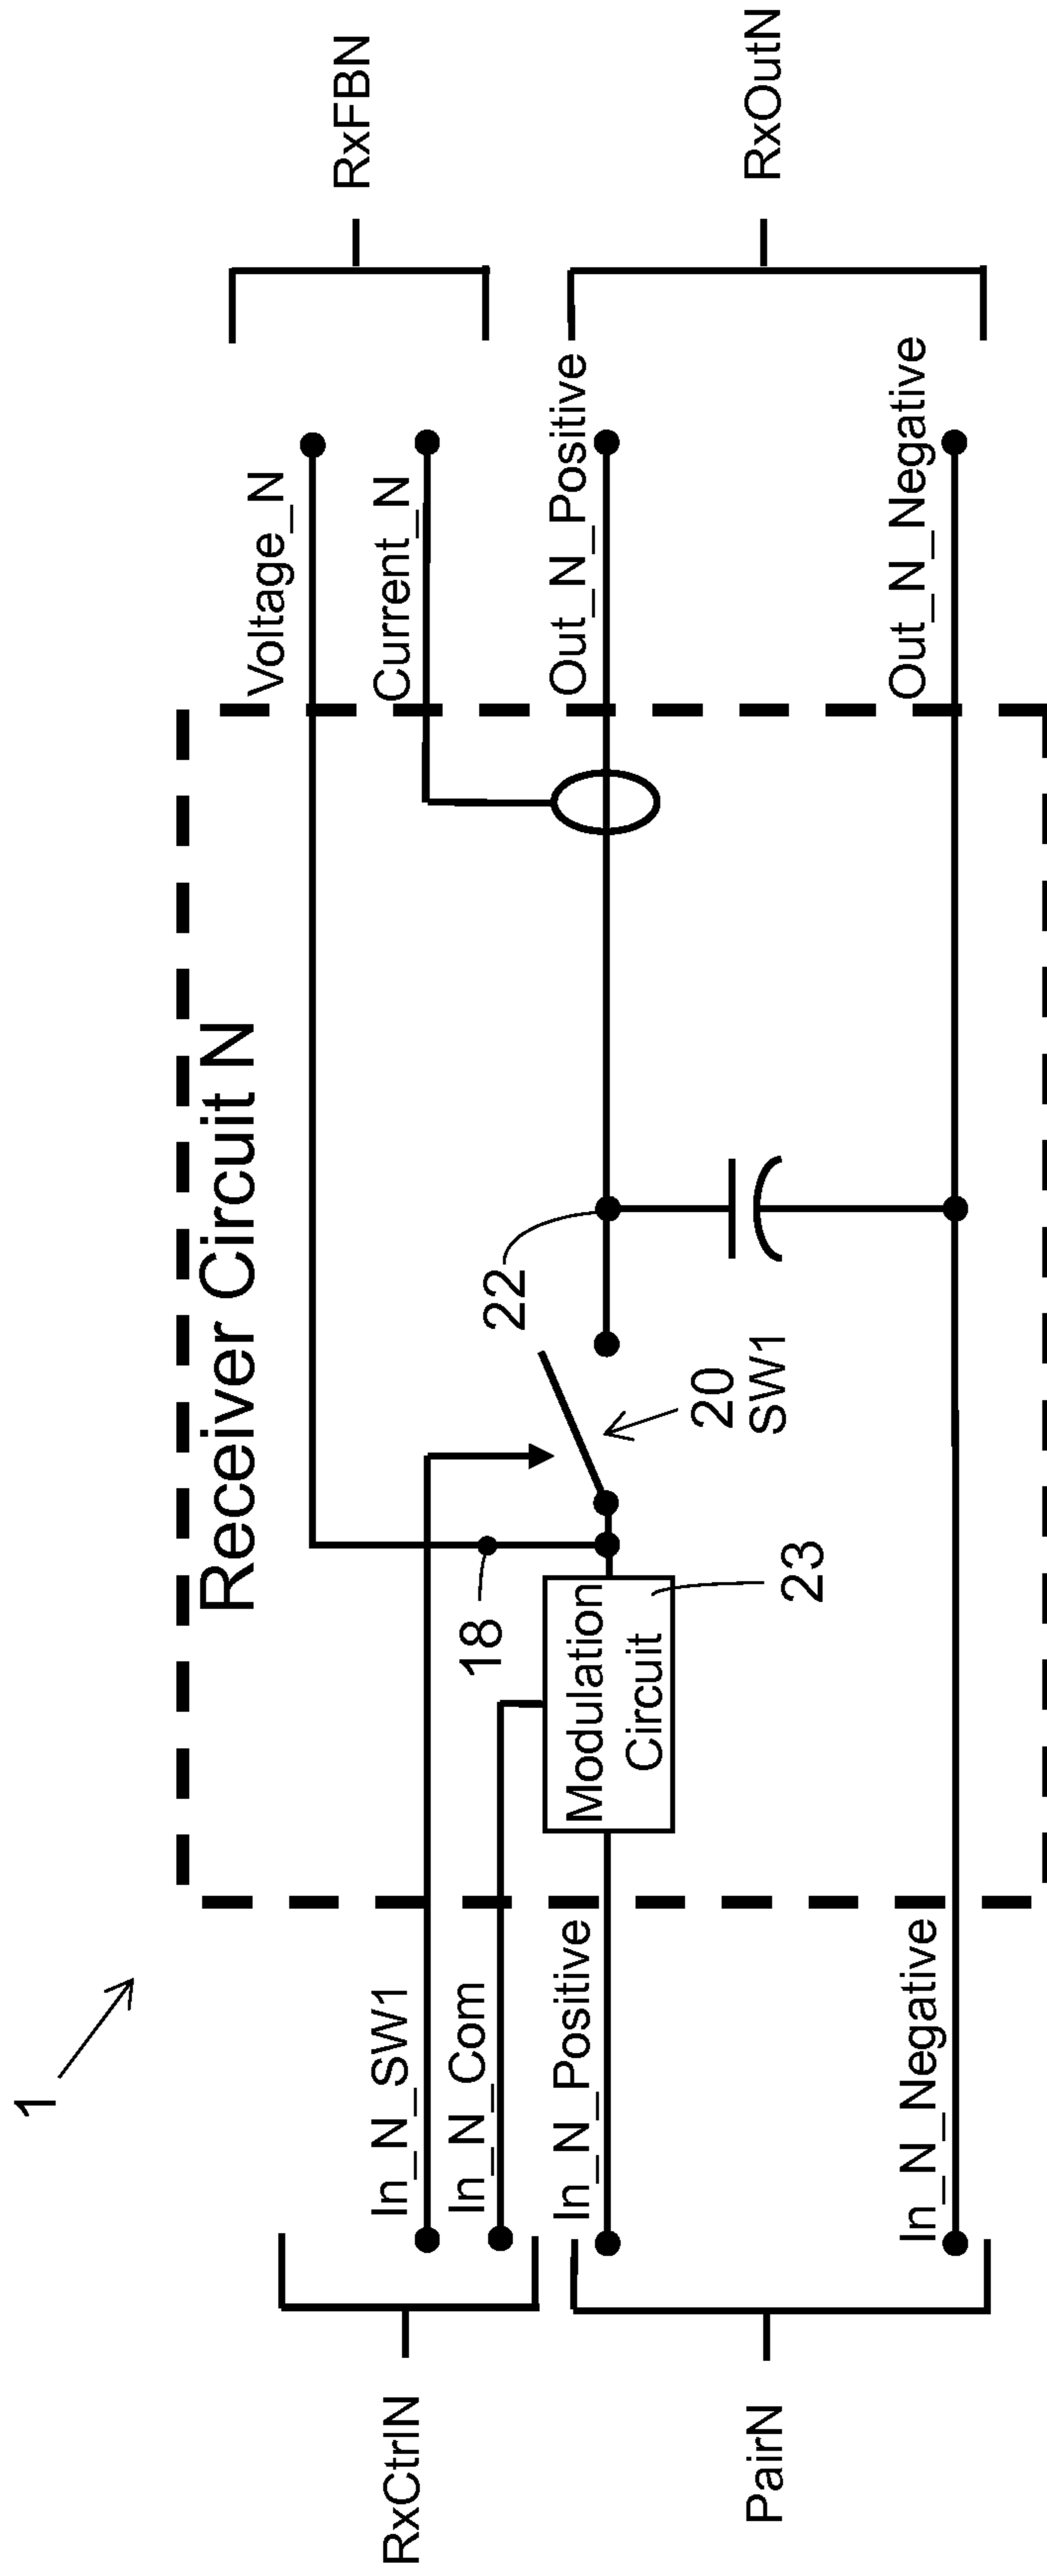 1
Receiver Circuit N
RxCtrlN
In_N_SW1
In_N_Com
PairN
In_N_Positive
In_N_Negative
18
Modulation
Circuit
23
20
SW1
22
Voltage_N
Current_N
Out_N_Positive
Out_N_Negative
RxFBN
RxOutN